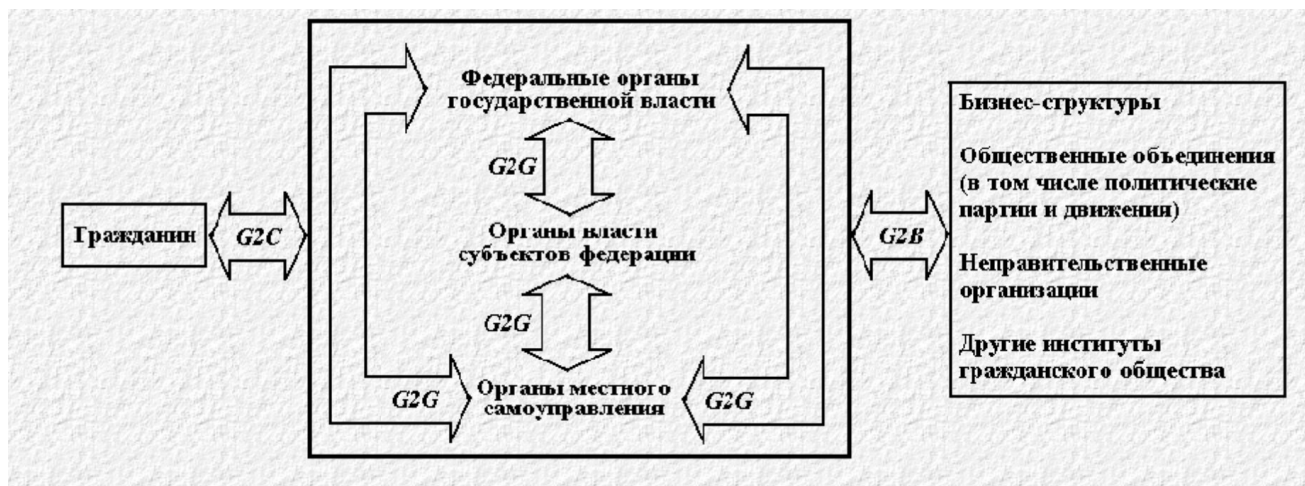 Федеральные органы
государственной власти
G2G
Гражданин
G2C
Органы власти
субъектов федерации
G2G
Органы местного
самоуправления
G2G
G2G
G2B
Бизнес-структуры
Общественные объединения
(в том числе политические
партии и движения)
Неправительственные
организации
Другие институты
гражданского общества